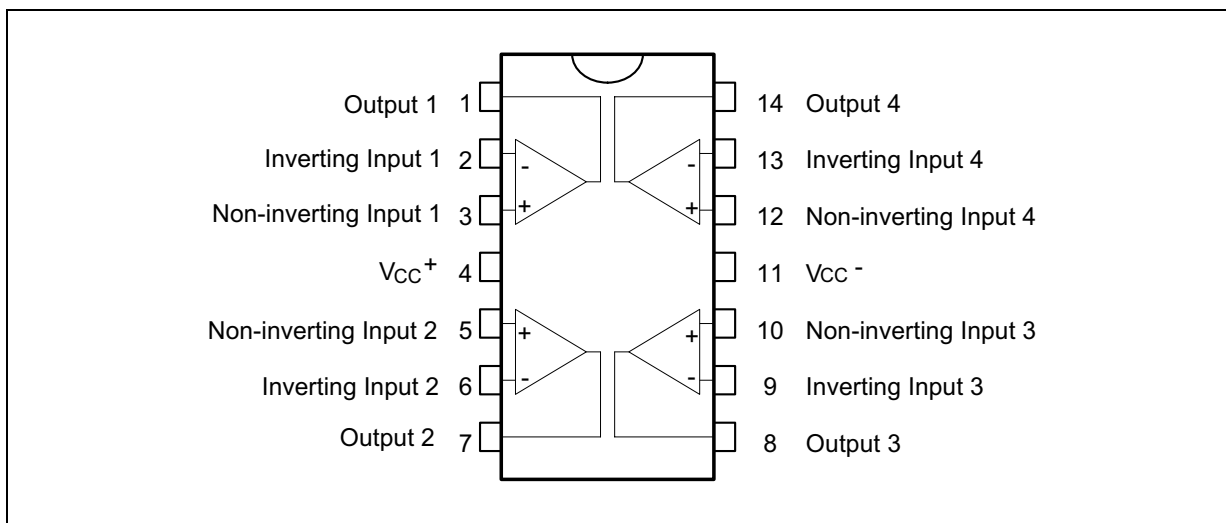 Output 1 1 14 Output 4
Inverting Input 1 2 - - 13 Inverting Input 4
Non-inverting Input 1 3 + + 12 Non-inverting Input 4
VCC+ 4 11 VCC -
Non-inverting Input 2 5 + + 10 Non-inverting Input 3
Inverting Input 2 6 - - 9 Inverting Input 3
Output 2 7 8 Output 3